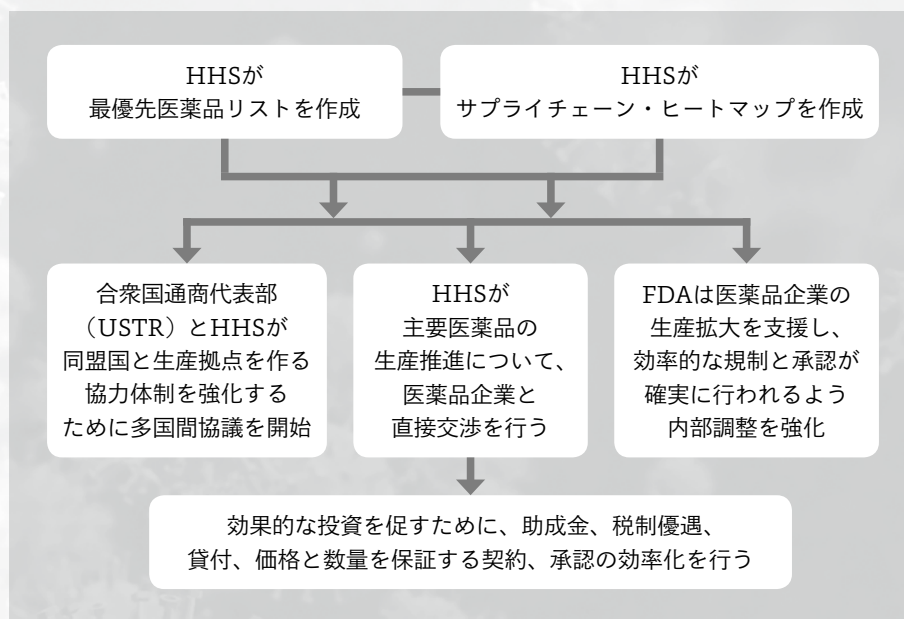 HHSが
最優先医薬品リストを作成
HHSが
サプライチェーン・ヒートマップを作成
合衆国通商代表部
（USTR）とHHSが
同盟国と生産拠点を作る
協力体制を強化する
ために多国間協議を開始
HHSが
主要医薬品の
生産推進について、
医薬品企業と
直接交渉を行う
FDAは医薬品企業の
生産拡大を支援し、
効率的な規制と承認が
確実に行われるよう
内部調整を強化
効果的な投資を促すために、助成金、税制優遇、
貸付、価格と数量を保証する契約、承認の効率化を行う